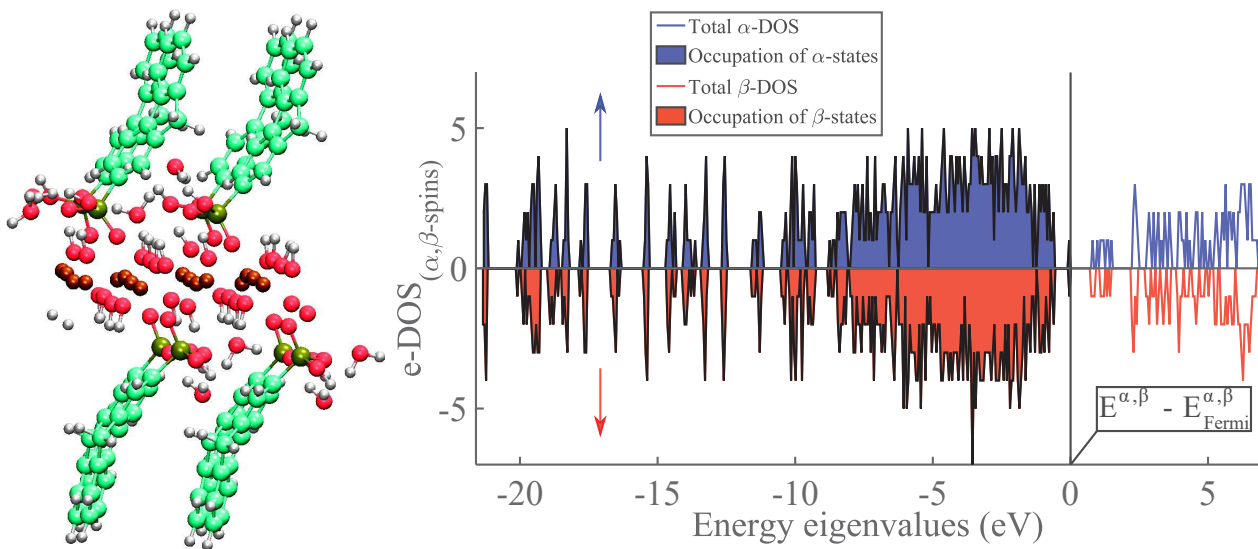 Total α-DOS
Occupation of α-states
Total β-DOS
Occupation of β-states
5
0
-5
e-DOS(α,β-spins)
E^α,β - E^α,β_Fermi
-20 -15 -10 -5 0 5
Energy eigenvalues (eV)